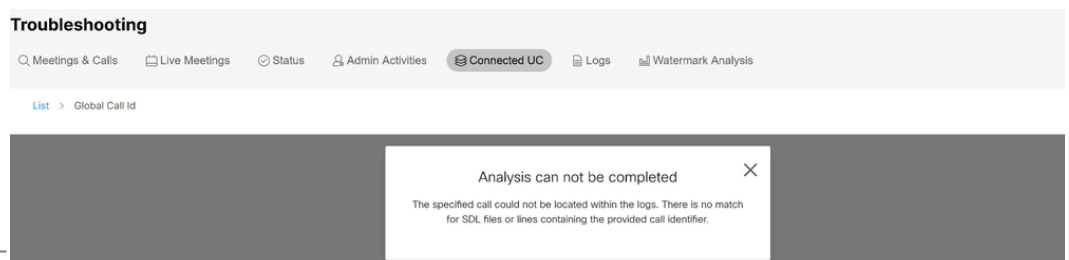 Troubleshooting
Meetings & Calls Live Meetings Status Admin Activities Connected UC Logs Watermark Analysis
List > Global Call Id
Analysis can not be completed
The specified call could not be located within the logs. There is no match
for SDL files or lines containing the provided call identifier.